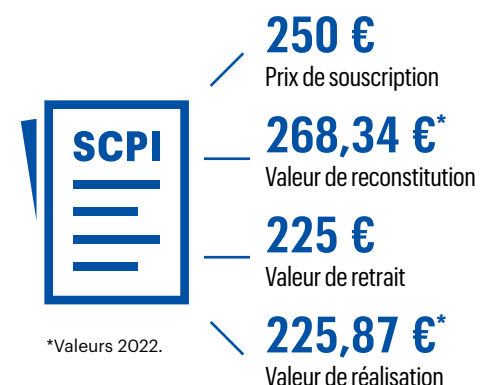 250 €
Prix de souscription
SCPI
268,34 €*
Valeur de reconstitution
225 €
Valeur de retrait
*Valeurs 2022.
225,87 €*
Valeur de réalisation